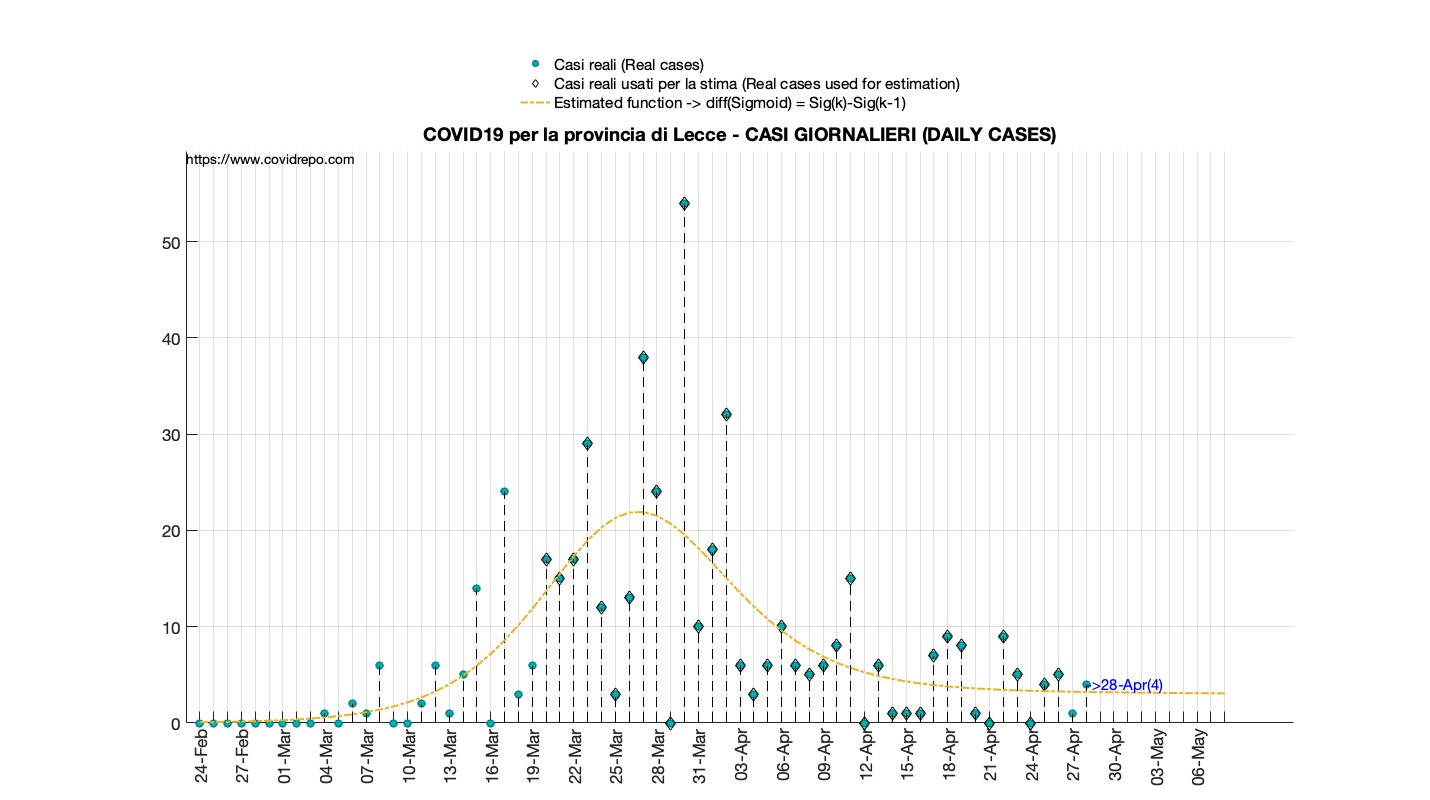 Casi reali (Real cases)
Casi reali usati per la stima (Real cases used for estimation)
Estimated function -> diff(Sigmoid) = Sig(k)-Sig(k-1)
COVID19 per la provincia di Lecce - CASI GIORNALIERI (DAILY CASES)
https://www.covidrepo.com
50
40
30
20
10
0
>28-Apr(4)
24-Feb
27-Feb
01-Mar
04-Mar
07-Mar
10-Mar
13-Mar
16-Mar
19-Mar
22-Mar
25-Mar
28-Mar
31-Mar
03-Apr
06-Apr
09-Apr
12-Apr
15-Apr
18-Apr
21-Apr
24-Apr
27-Apr
30-Apr
03-May
06-May